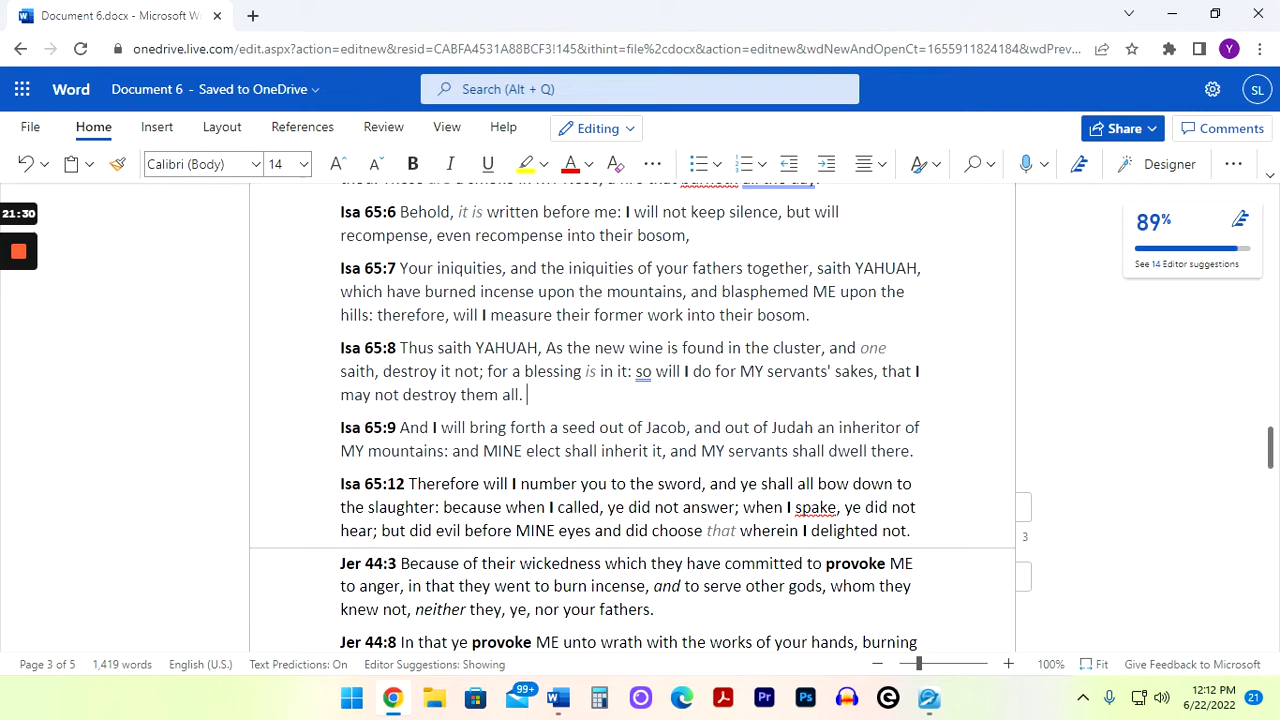 Document 6.docx - Microsoft Wo
onedrive.live.com/edit.aspx?action=editnew&resid=CABFA4531A88BCF3!145&ithint=file%2cdocx&action=editnew&wdNewAndOpenCt=1655911824184&wdPrev...
Y
Word Document 6 - Saved to OneDrive Search (Alt + Q) SL
File Home Insert Layout References Review View Help Editing Share Comments
Calibri (Body) 14 A A B I U A A Designer
21:30
Isa 65:6 Behold, it is written before me: I will not keep silence, but will
recompense, even recompense into their bosom,
89%
See 14 Editor suggestions
Isa 65:7 Your iniquities, and the iniquities of your fathers together, saith YAHUAH,
which have burned incense upon the mountains, and blasphemed ME upon the
hills: therefore, will I measure their former work into their bosom.
Isa 65:8 Thus saith YAHUAH, As the new wine is found in the cluster, and one
saith, destroy it not; for a blessing is in it: so will I do for MY servants' sakes, that I
may not destroy them all.
Isa 65:9 And I will bring forth a seed out of Jacob, and out of Judah an inheritor of
MY mountains: and MINE elect shall inherit it, and MY servants shall dwell there.
Isa 65:12 Therefore will I number you to the sword, and ye shall all bow down to
the slaughter: because when I called, ye did not answer; when I spake, ye did not
hear; but did evil before MINE eyes and did choose that wherein I delighted not.
3
Jer 44:3 Because of their wickedness which they have committed to provoke ME
to anger, in that they went to burn incense, and to serve other gods, whom they
knew not, neither they, ye, nor your fathers.
Jer 44:8 In that ye provoke ME unto wrath with the works of your hands, burning
Page 3 of 5 1,419 words English (U.S.) Text Predictions: On Editor Suggestions: Showing 100% Fit Give Feedback to Microsoft
99+ Pr Ps 12:12 PM
6/22/2022 21